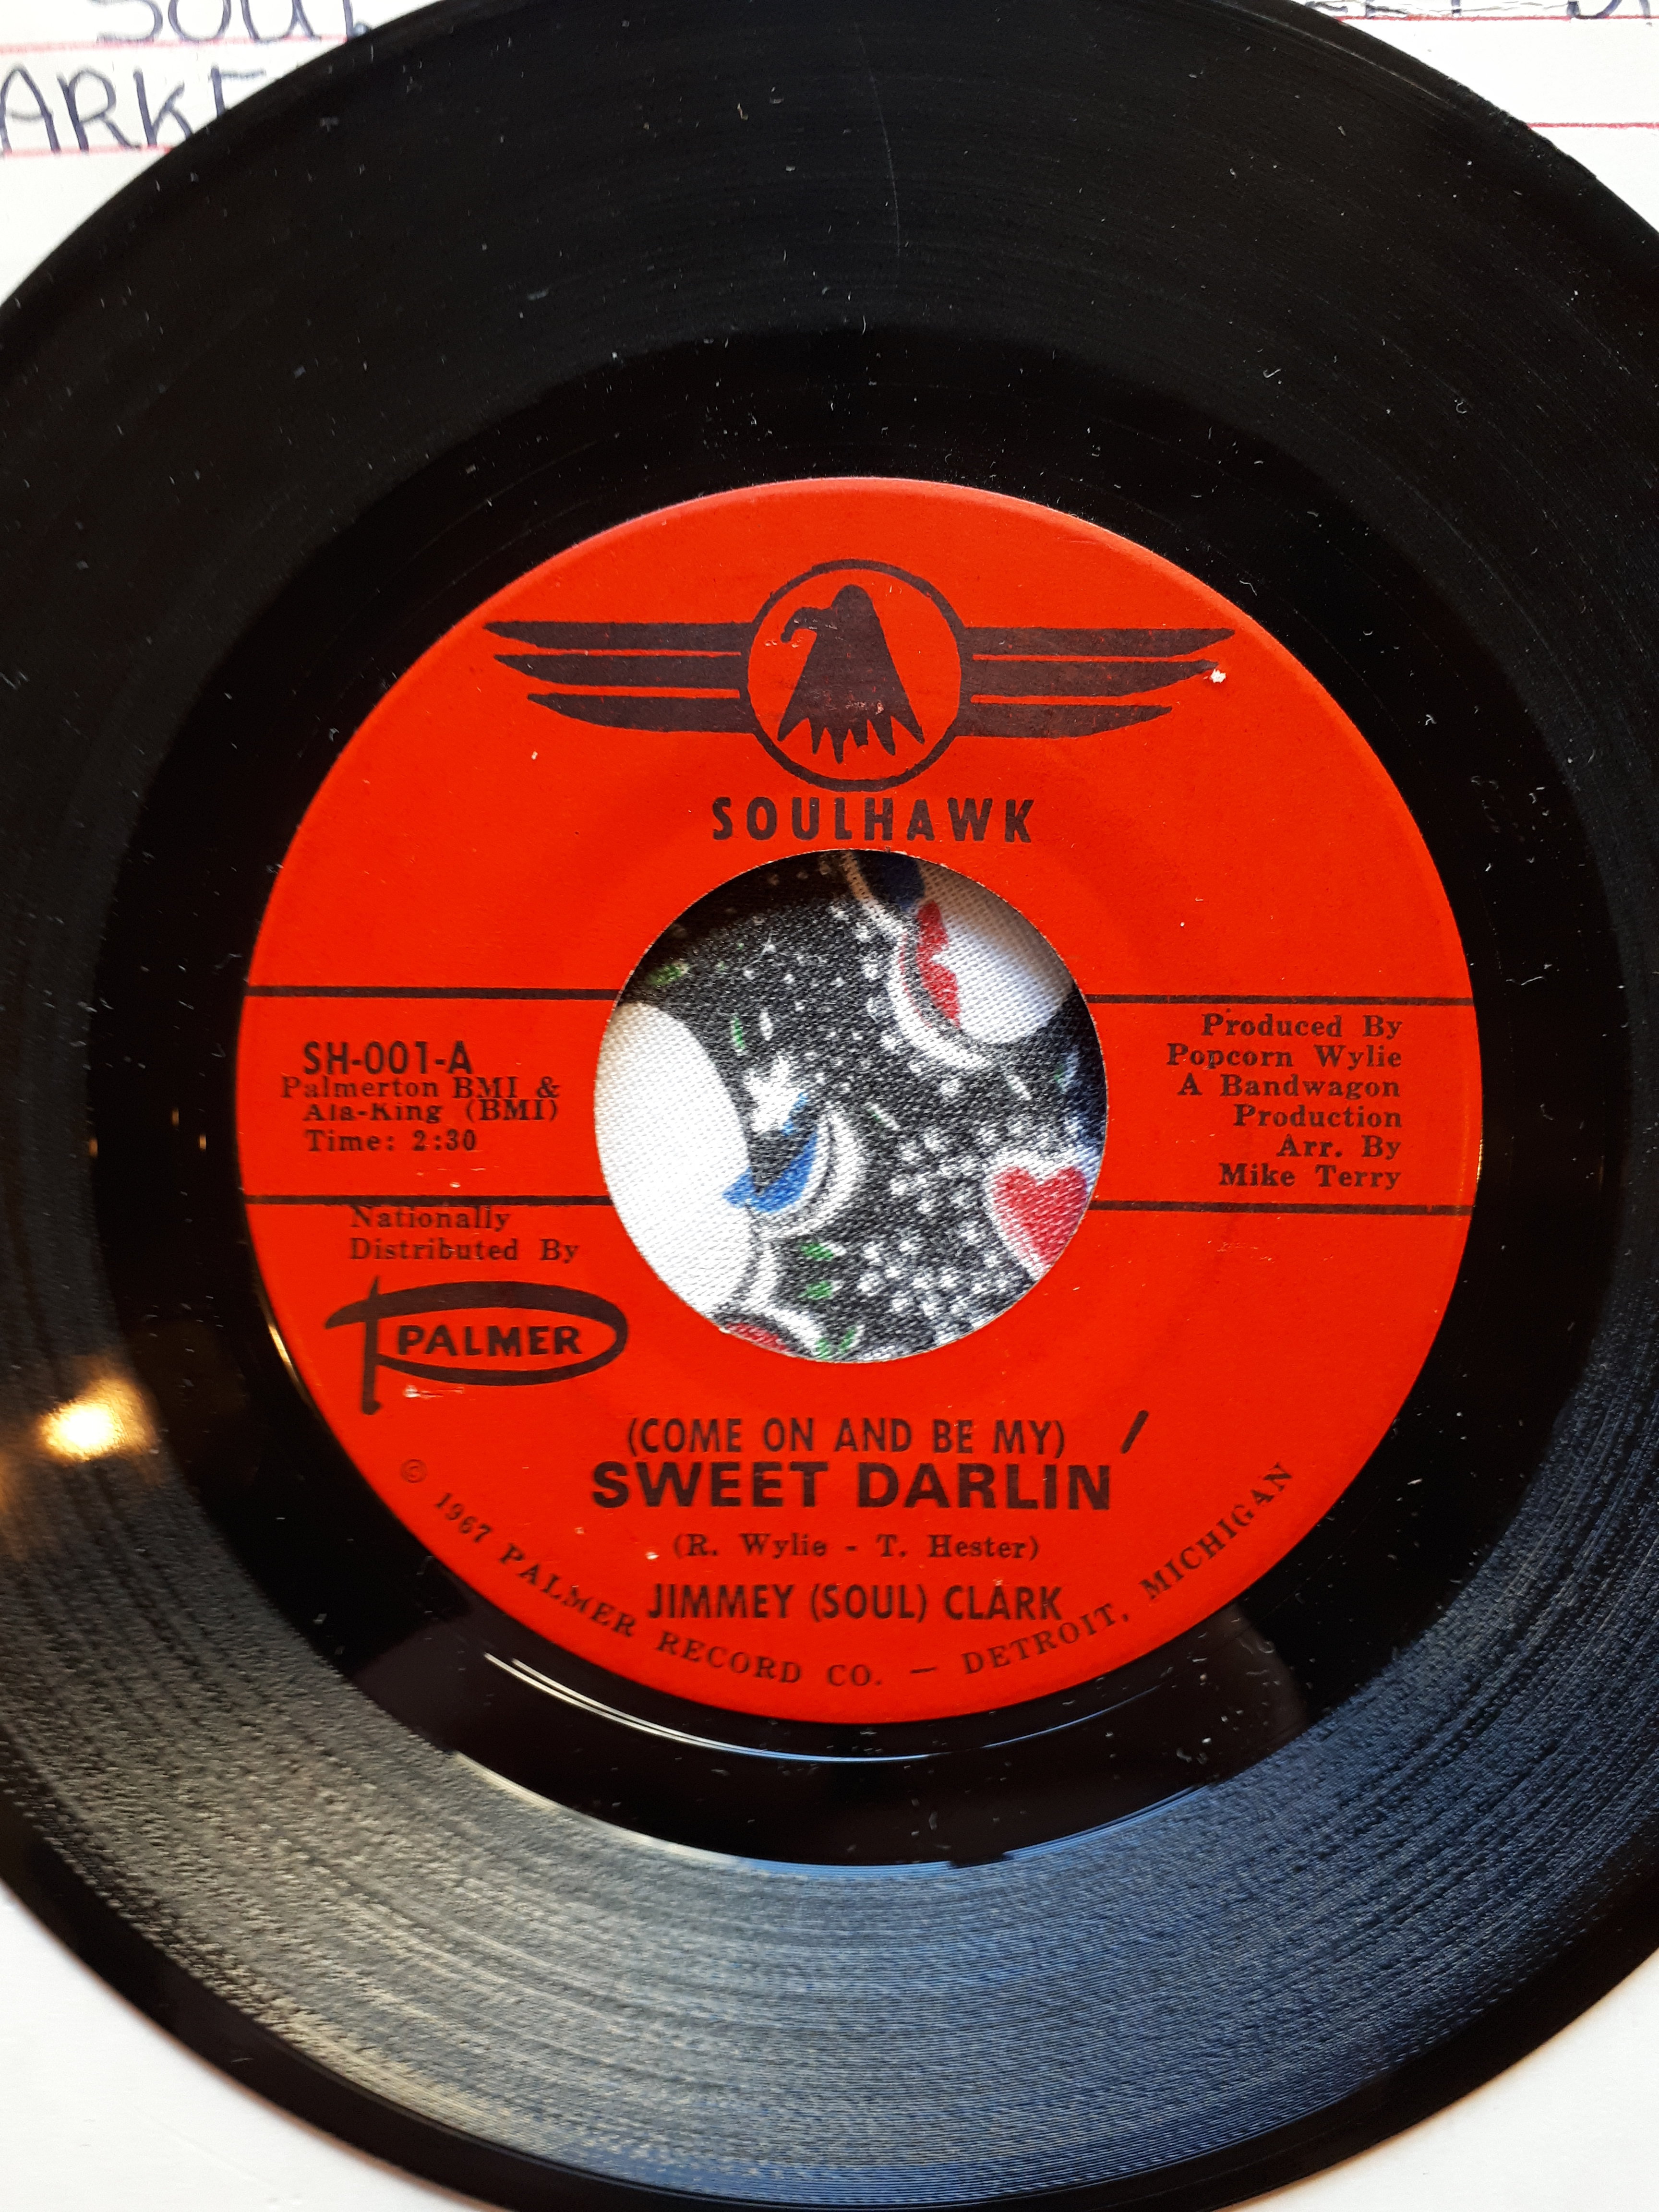 SOUL
ARKE
SOULHAWK
SH-001-A
Palmerton BMI &
Ala-King (BMI)
Time: 2:30
Produced By
Popcorn Wylie
A Bandwagon
Production
Arr. By
Mike Terry
Nationally
Distributed By
PALMER
(COME ON AND BE MY)
SWEET DARLIN'
(R. Wylie - T. Hester)
JIMMEY (SOUL) CLARK
© 1967 PALMER RECORD CO. — DETROIT, MICHIGAN